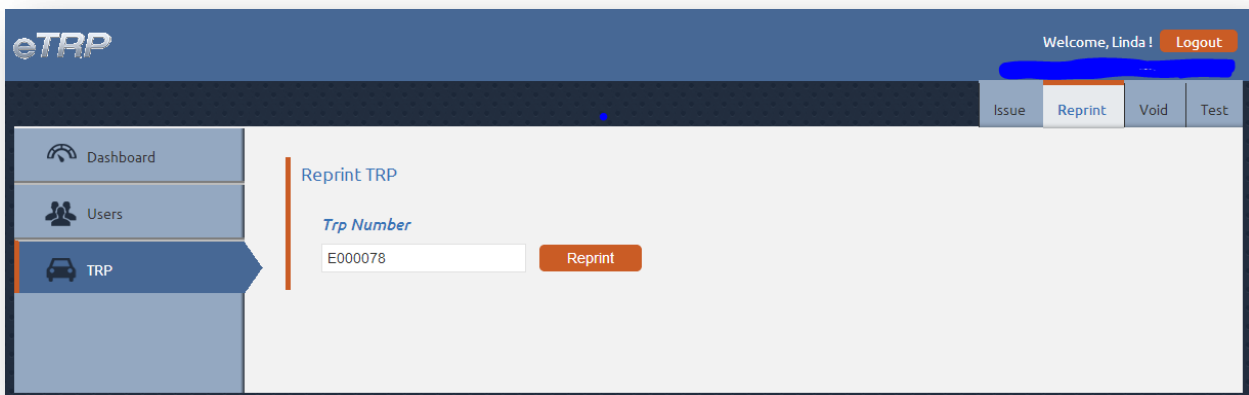 eTRP
Welcome, Linda ! Logout
Issue Reprint Void Test
Dashboard
Users
TRP
Reprint TRP
Trp Number
E000078 Reprint